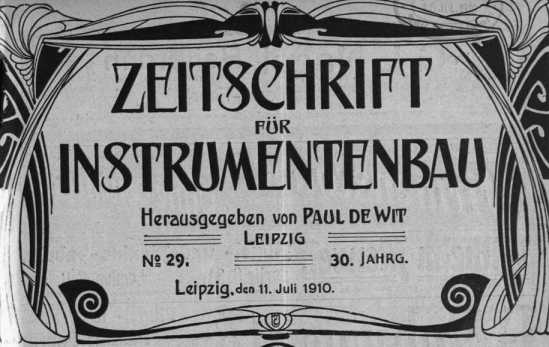 ZEITSCHRIFT
FÜR
INSTRUMENTENBAU
Herausgegeben von PAUL DE WIT
LEIPZIG
No 29. 30. JAHRG.
Leipzig, den 11. Juli 1910.